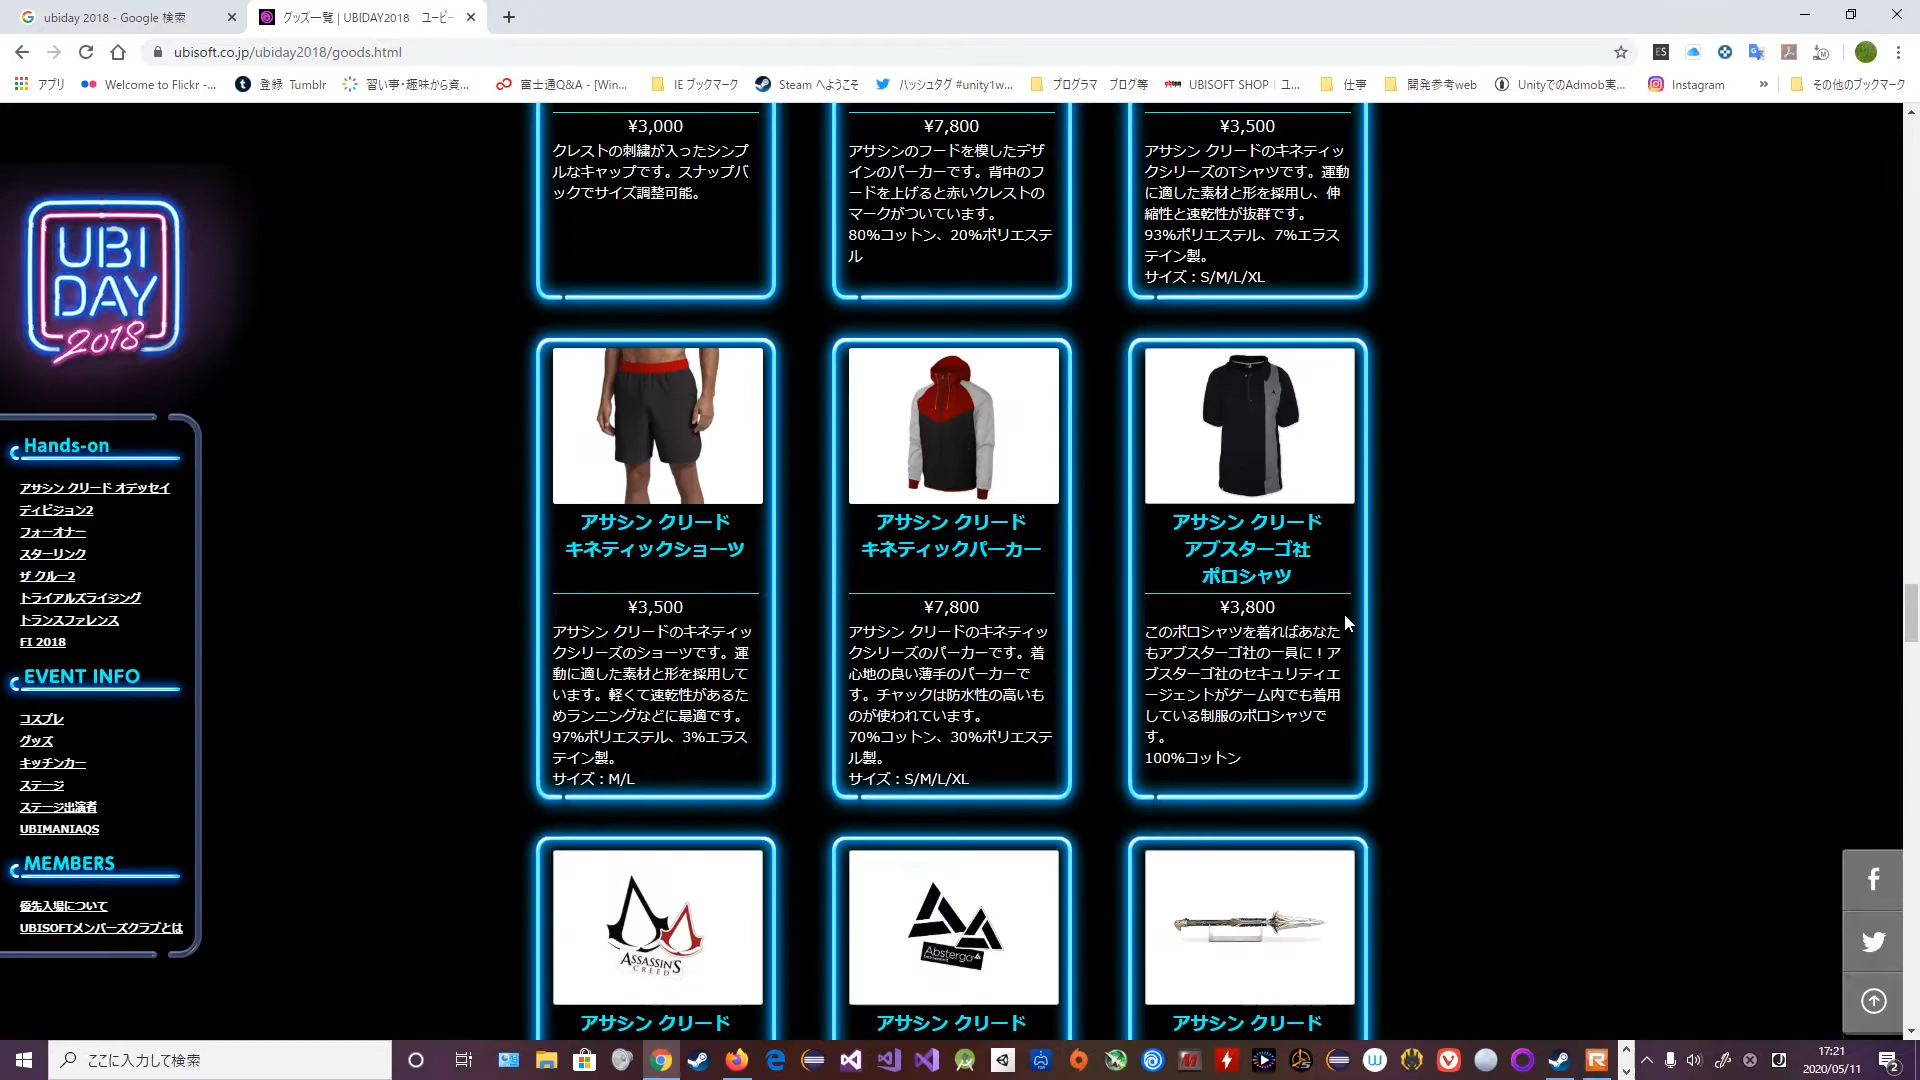 ubiday 2018 - Google 検索
グッズ一覧 | UBIDAY2018 ユービー
ubisoft.co.jp/ubiday2018/goods.html
アプリ
Welcome to Flickr -...
登録 Tumblr
習い事・趣味から資...
富士通Q&A - [Win...
IE ブックマーク
Steam へようこそ
ハッシュタグ #unity1w...
プログラマ ブログ等
UBISOFT SHOP | ユ...
仕事
開発参考web
UnityでのAdmob実...
Instagram
»
その他のブックマーク
UBI
DAY
2018
Hands-on
アサシン クリード オデッセイ
ディビジョン2
フォーオナー
スターリンク
ザ クルー2
トライアルズライジング
トランスファレンス
FI 2018
EVENT INFO
コスプレ
グッズ
キッチンカー
ステージ
ステージ出演者
UBIMANIAQS
MEMBERS
優先入場について
UBISOFTメンバーズクラブとは
¥3,000
クレストの刺繍が入ったシンプ
ルなキャップです。スナップバ
ックでサイズ調整可能。
¥7,800
アサシンのフードを模したデザ
インのパーカーです。背中のフ
ードを上げると赤いクレストの
マークがついています。
80%コットン、20%ポリエステ
ル
¥3,500
アサシン クリードのキネティッ
クシリーズのTシャツです。運動
に適した素材と形を採用し、伸
縮性と速乾性が抜群です。
93%ポリエステル、7%エラス
テイン製。
サイズ：S/M/L/XL
アサシン クリード
キネティックショーツ
¥3,500
アサシン クリードのキネティッ
クシリーズのショーツです。運
動に適した素材と形を採用して
います。軽くて速乾性があるた
めランニングなどに最適です。
97%ポリエステル、3%エラス
テイン製。
サイズ：M/L
アサシン クリード
キネティックパーカー
¥7,800
アサシン クリードのキネティッ
クシリーズのパーカーです。着
心地の良い薄手のパーカーで
す。チャックは防水性の高いも
のが使われています。
70%コットン、30%ポリエステ
ル製。
サイズ：S/M/L/XL
アサシン クリード
アブスターゴ社
ポロシャツ
¥3,800
このポロシャツを着ればあなた
もアブスターゴ社の一員に！ア
ブスターゴ社のセキュリティエ
ージェントがゲーム内でも着用
している制服のポロシャツで
す。
100%コットン
ASSASSIN'S
CREED
アサシン クリード
Abstergo
アサシン クリード
アサシン クリード
ここに入力して検索
17:21
2020/05/11
2